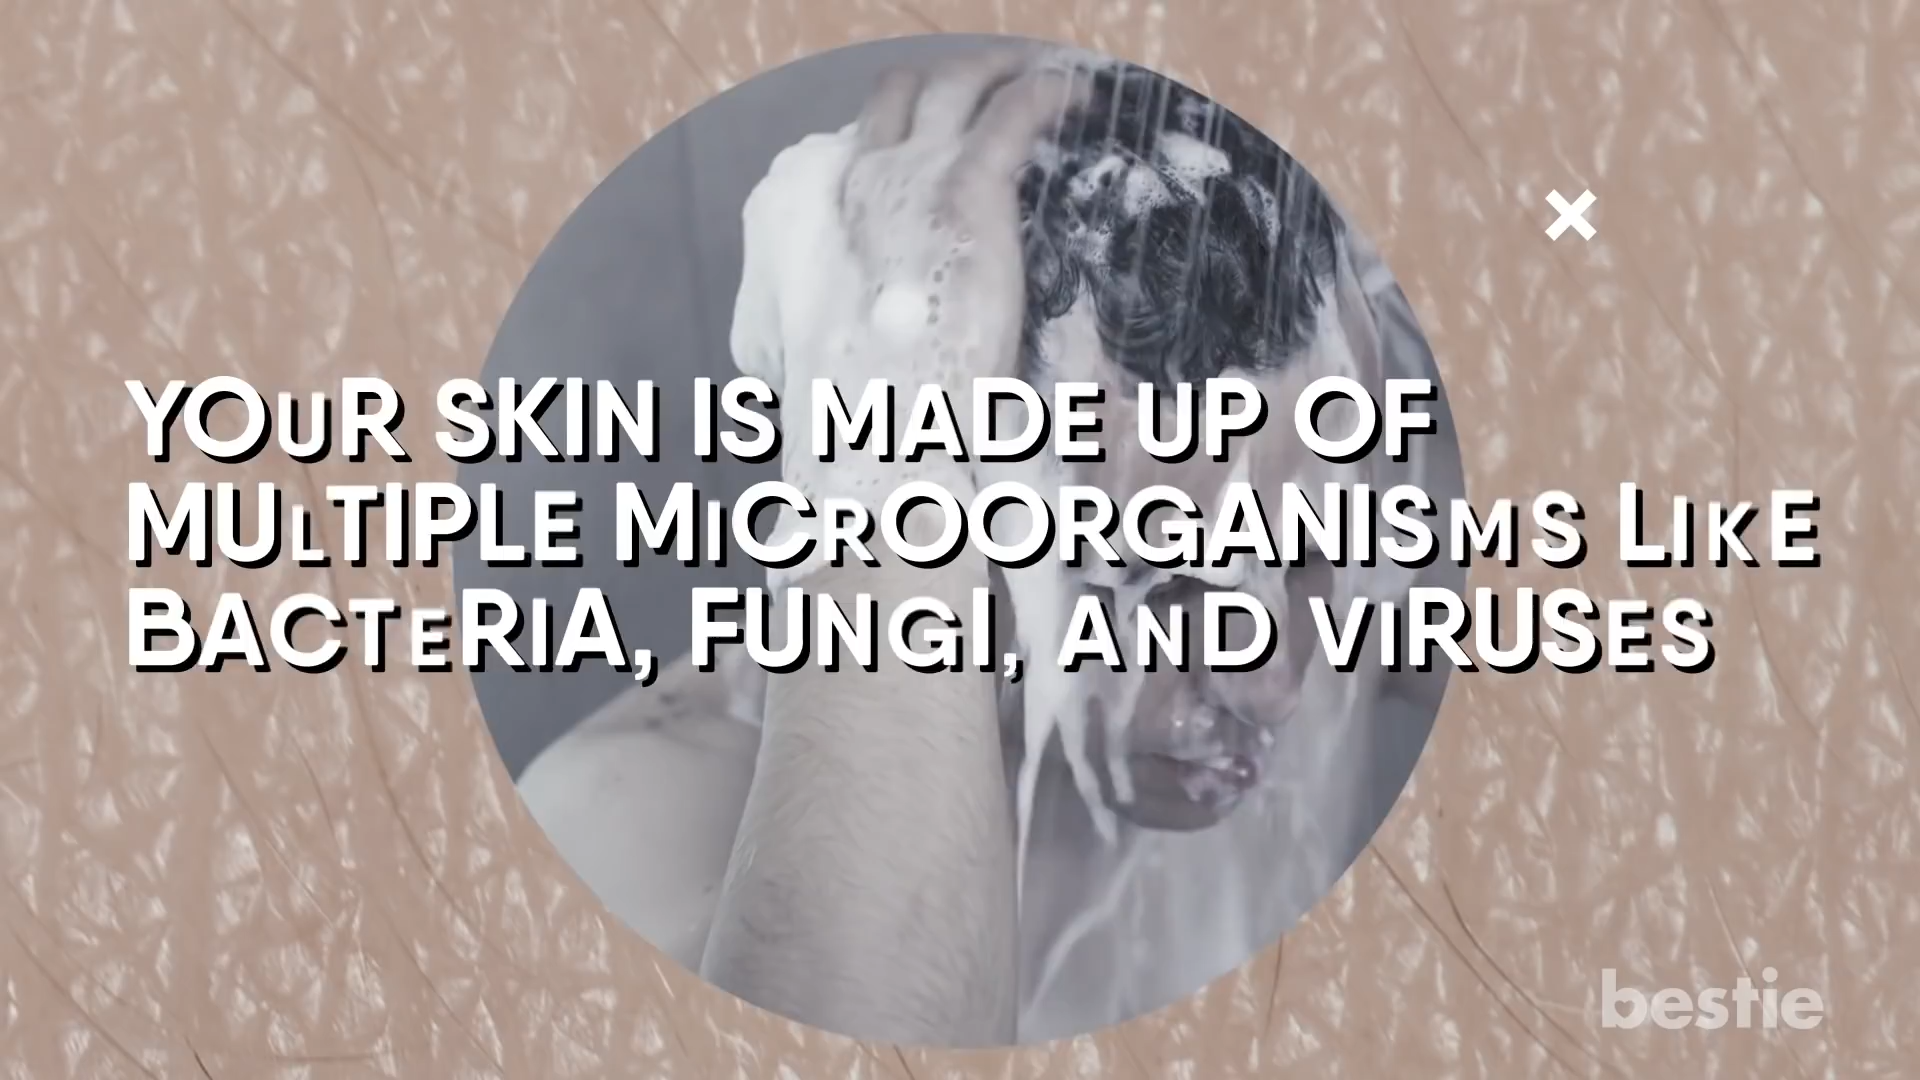 YOUR SKIN IS MADE UP OF
MULTIPLE MICROORGANISMS LIKE
BACTERIA, FUNGI, AND VIRUSES
bestie